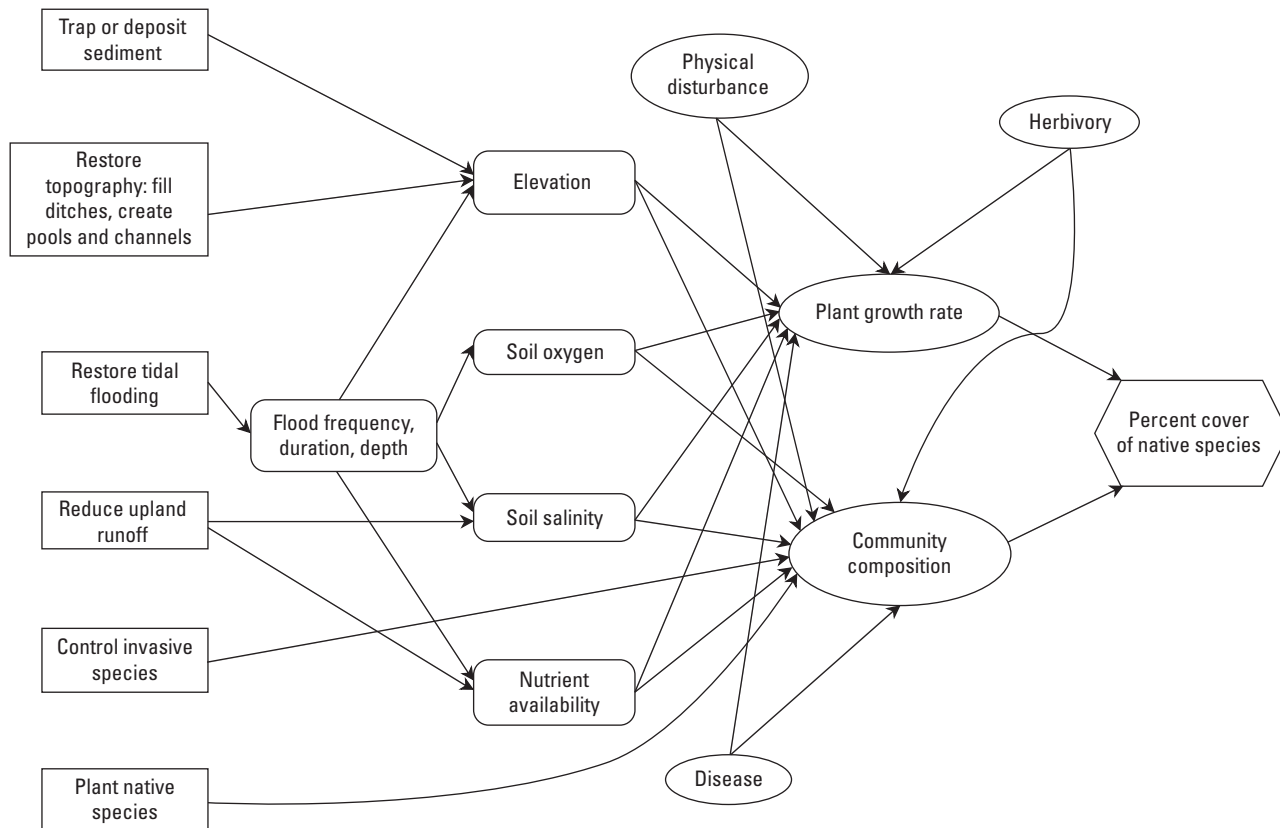 Trap or deposit
sediment
Physical
disturbance
Herbivory
Restore
topography: fill
ditches, create
pools and channels
Elevation
Plant growth rate
Restore tidal
flooding
Soil oxygen
Flood frequency,
duration, depth
Percent cover
of native species
Reduce upland
runoff
Soil salinity
Community
composition
Control invasive
species
Nutrient
availability
Plant native
species
Disease